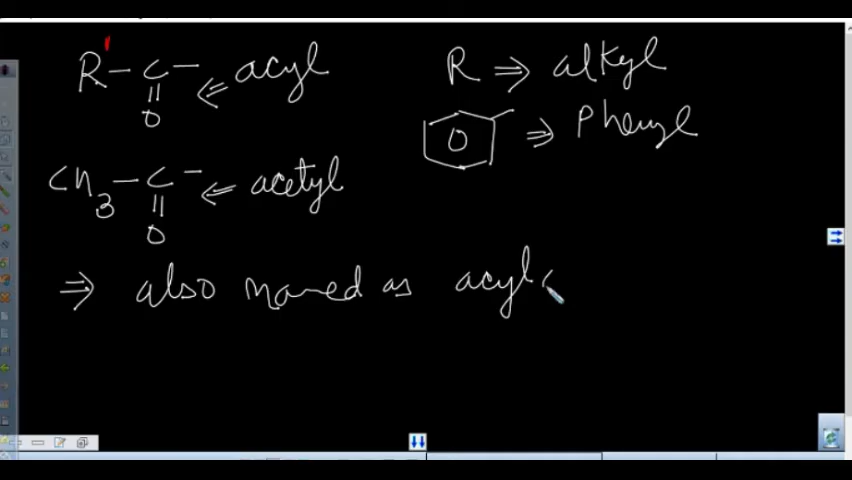 R' — C — ⇐ acyl
||
O
R ⇒ alkyl
O ⇒ Phenyl
CH3 — C — ⇐ acetyl
||
O
⇒ also named as acyl